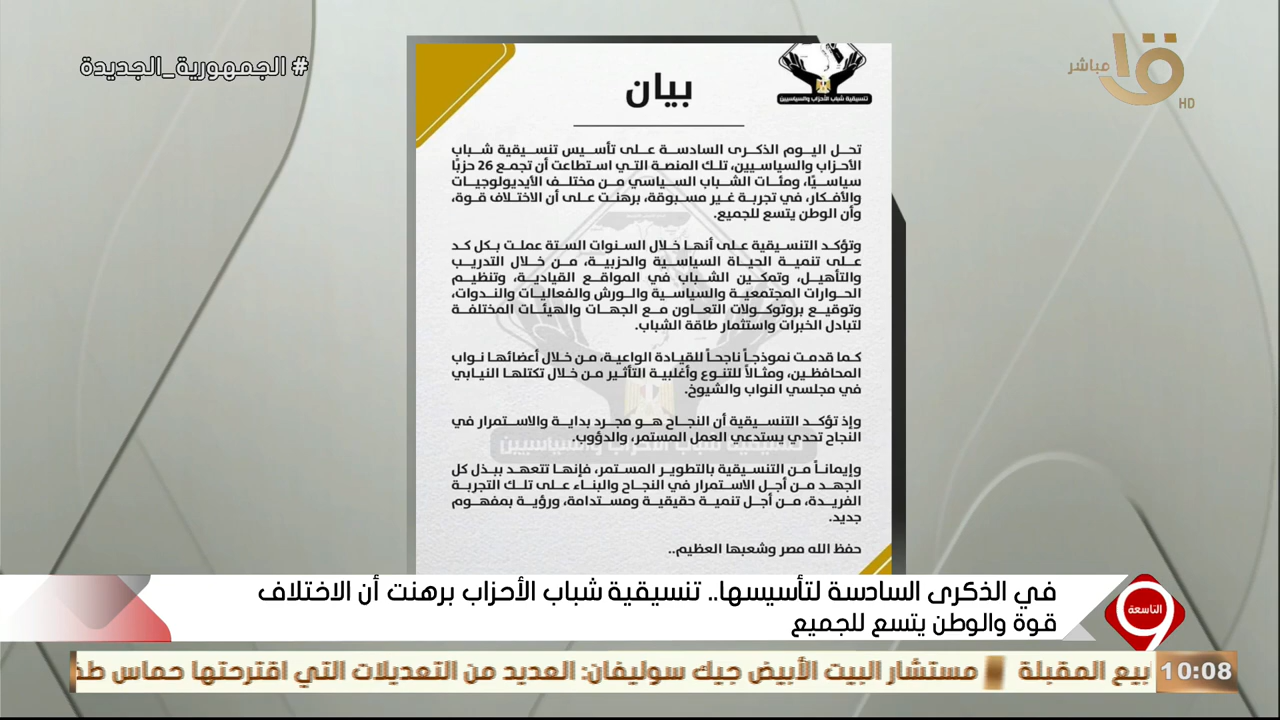 # الجمهورية_الجديدة
مباشر
HD
تنسيقية شباب الأحزاب والسياسيين
بيان
تحل اليوم الذكرى السادسة على تأسيس تنسيقية شباب
الأحزاب والسياسيين، تلك المنصة التي استطاعت أن تجمع 26 حزبًا
سياسيًا، ومئات الشباب السياسي من مختلف الأيديولوجيات
والأفكار، في تجربة غير مسبوقة، برهنت على أن الاختلاف قوة،
وأن الوطن يتسع للجميع.
وتؤكد التنسيقية على أنها خلال السنوات الستة عملت بكل كد
على تنمية الحياة السياسية والحزبية، من خلال التدريب
والتأهيل، وتمكين الشباب في المواقع القيادية، وتنظيم
الحوارات المجتمعية والسياسية والورش والفعاليات والندوات،
وتوقيع بروتوكولات التعاون مع الجهات والهيئات المختلفة
لتبادل الخبرات واستثمار طاقة الشباب.
كما قدمت نموذجاً ناجحاً للقيادة الواعية، من خلال أعضائها نواب
المحافظين، ومثالاً للتنوع وأغلبية التأثير من خلال تكتلها النيابي
في مجلسي النواب والشيوخ.
وإذ تؤكد التنسيقية أن النجاح هو مجرد بداية والاستمرار في
النجاح تحدي يستدعي العمل المستمر، والدؤوب.
تنسيقية شباب الأحزاب والسياسيين
وإيماناً من التنسيقية بالتطوير المستمر، فإنها تتعهد ببذل كل
الجهد من أجل الاستمرار في النجاح والبناء على تلك التجربة
الفريدة، من أجل تنمية حقيقية ومستدامة، ورؤية بمفهوم
جديد.
حفظ الله مصر وشعبها العظيم..
التاسعة
في الذكرى السادسة لتأسيسها.. تنسيقية شباب الأحزاب برهنت أن الاختلاف
قوة والوطن يتسع للجميع
10:08
بيع المقبلة مستشار البيت الأبيض جيك سوليفان: العديد من التعديلات التي اقترحتها حماس